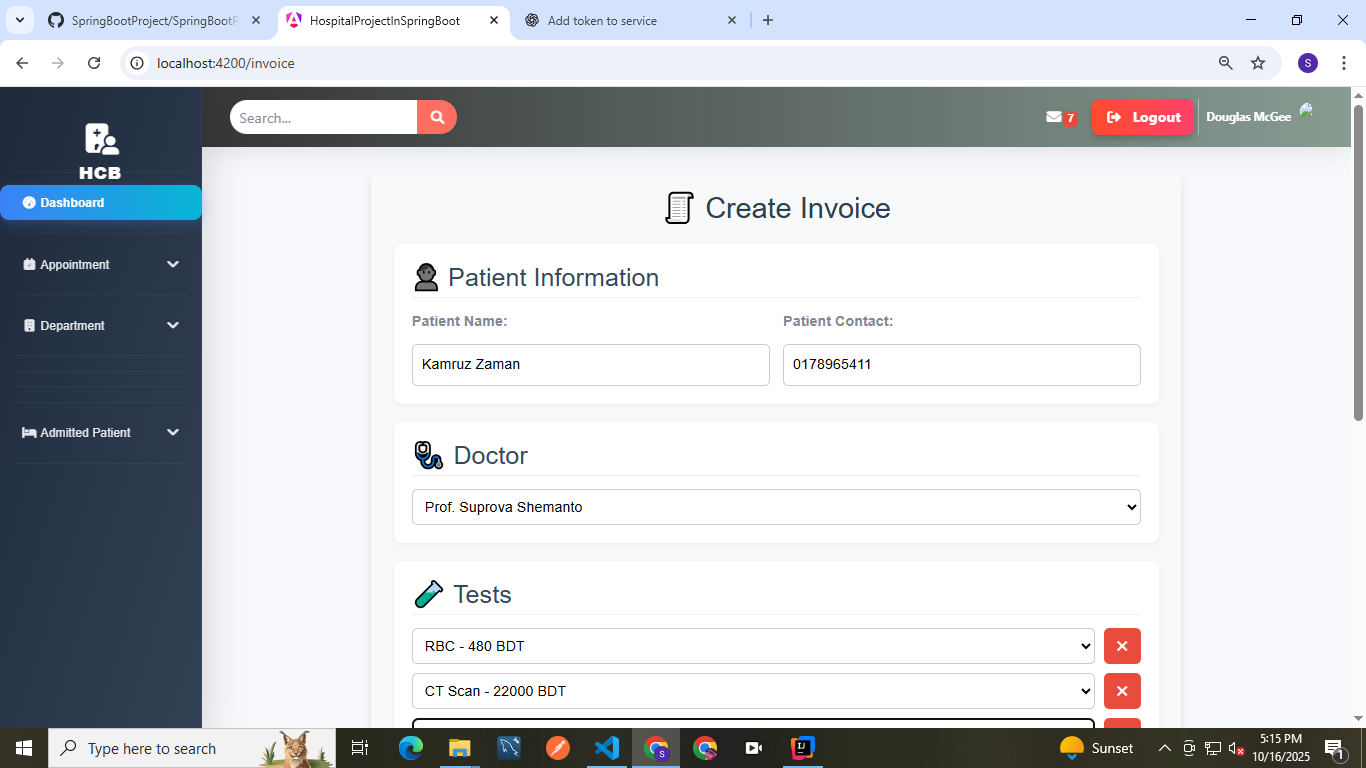 SpringBootProject/SpringBootP
HospitalProjectInSpringBoot
Add token to service
localhost:4200/invoice
S
HCB
Dashboard
Appointment
Department
Admitted Patient
Search...
7
Logout
Douglas McGee
Create Invoice
Patient Information
Patient Name:
Patient Contact:
Kamruz Zaman
0178965411
Doctor
Prof. Suprova Shemanto
Tests
RBC - 480 BDT
CT Scan - 22000 BDT
Type here to search
Sunset
5:15 PM
10/16/2025
1